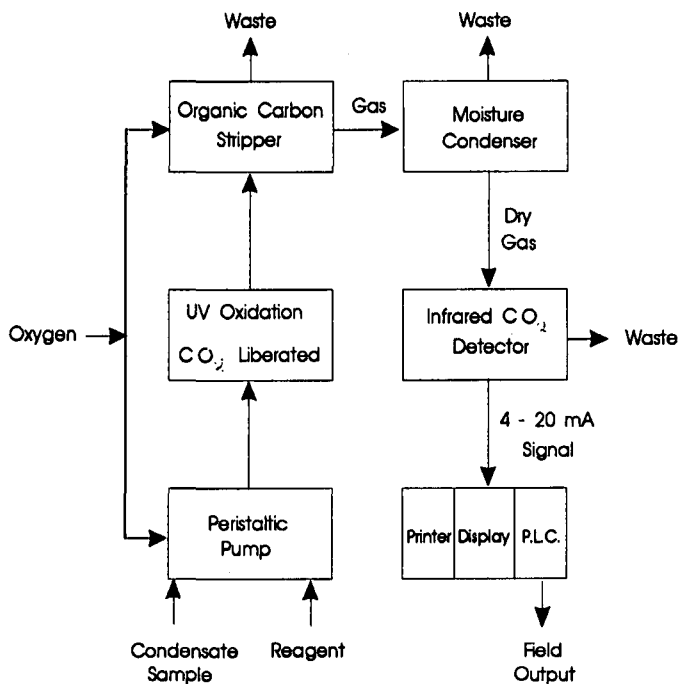 Waste
Waste
Organic Carbon
Stripper
Gas
Moisture
Condenser
Dry
Gas
Oxygen
UV Oxidation
CO₂ Liberated
Infrared CO₂
Detector
Waste
4 - 20 mA
Signal
Peristaltic
Pump
Printer
Display
P.L.C.
Condensate
Sample
Reagent
Field
Output